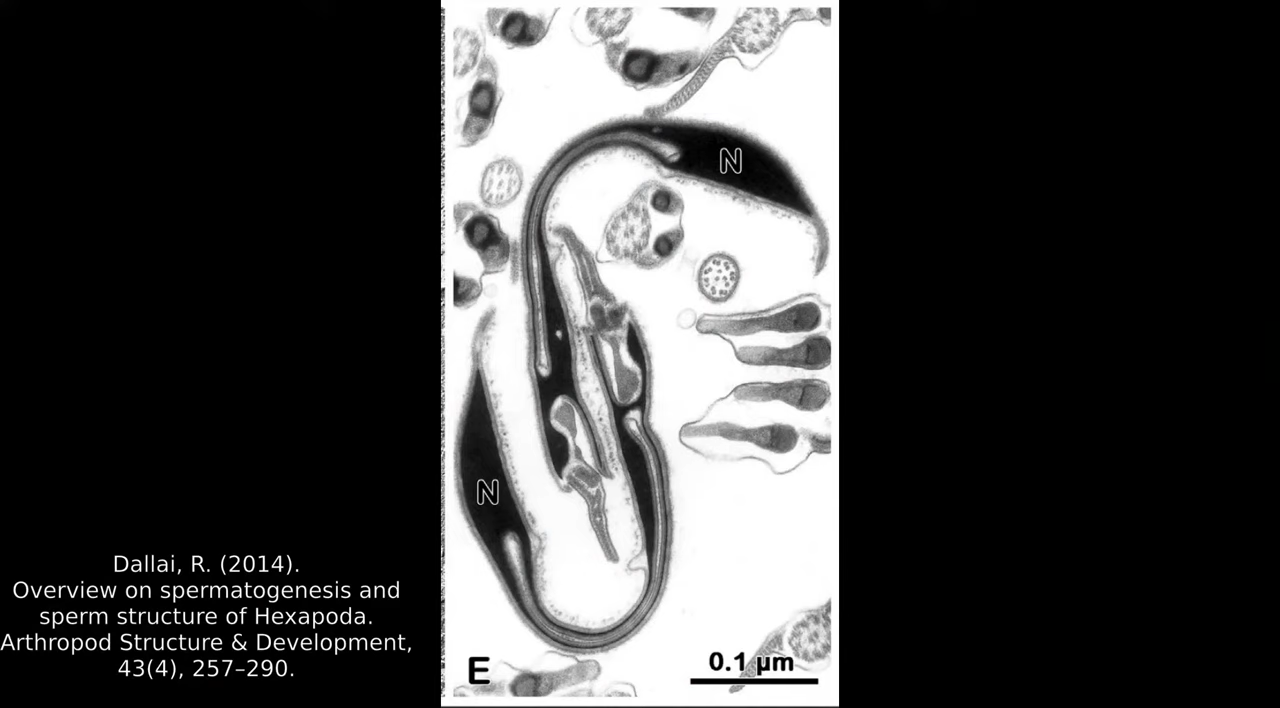 N
N
Dallai, R. (2014).
Overview on spermatogenesis and
sperm structure of Hexapoda.
Arthropod Structure & Development,
43(4), 257–290.
E
0.1 µm